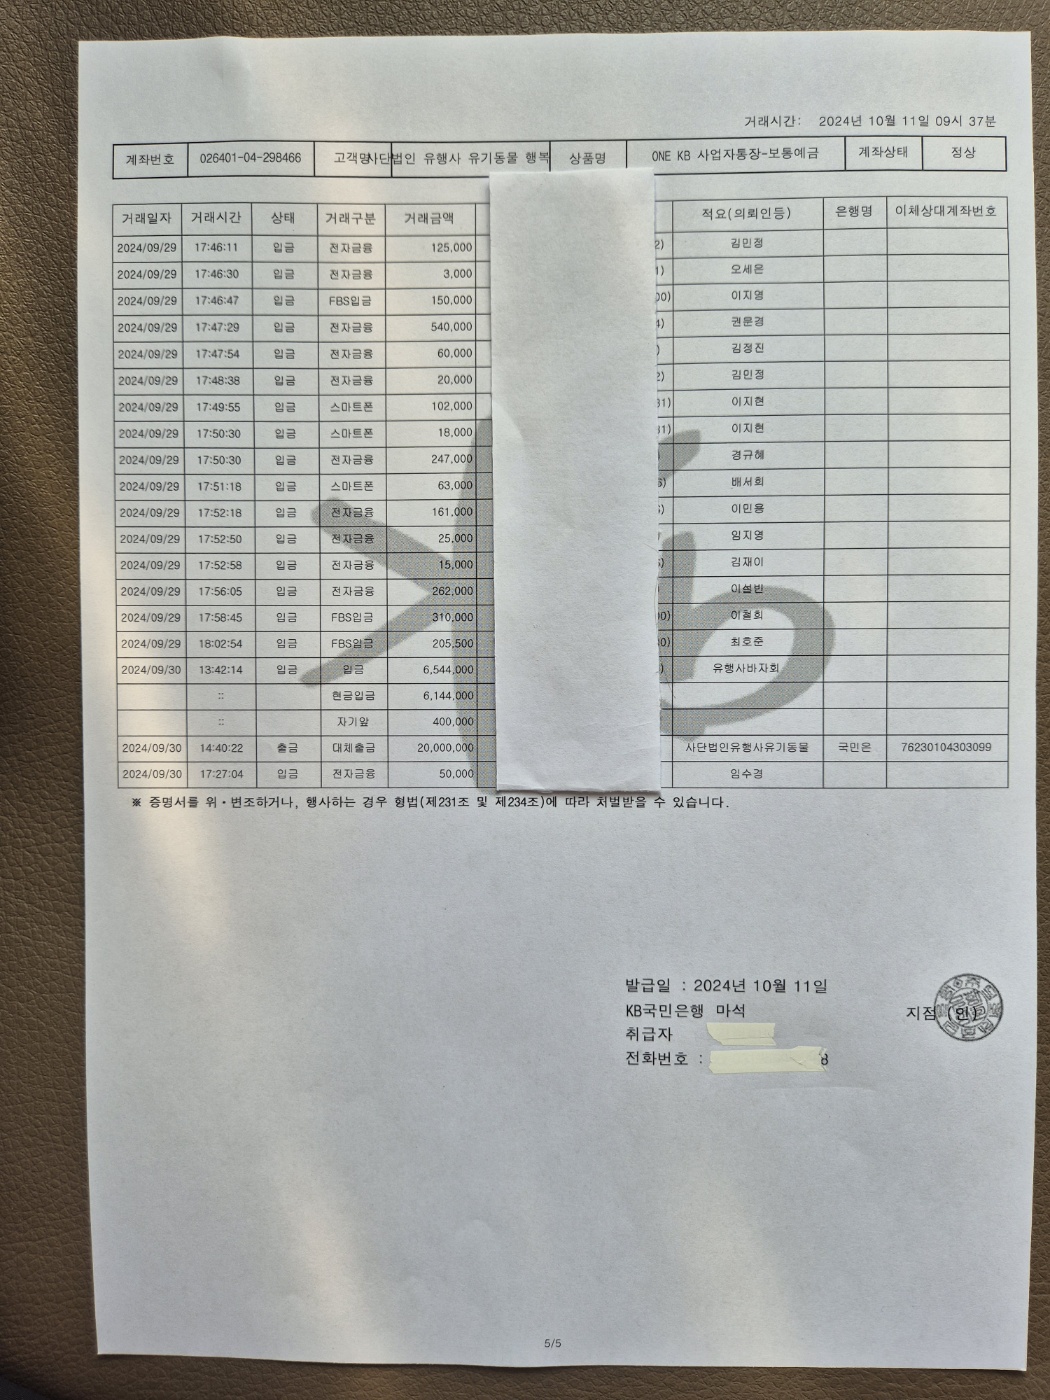 거래시간: 2024년 10월 11일 09시 37분
계좌번호 026401-04-298466 고객명 사단법인 유행사 유기동물 행복 상품명 ONE KB 사업자통장-보통예금 계좌상태 정상
거래일자 거래시간 상태 거래구분 거래금액 적요(의뢰인등) 은행명 이체상대계좌번호
2024/09/29 17:46:11 입금 전자금융 125,000 2) 김민정
2024/09/29 17:46:30 입금 전자금융 3,000 1) 오세은
2024/09/29 17:46:47 입금 FBS입금 150,000 00) 이지영
2024/09/29 17:47:29 입금 전자금융 540,000 4) 권문경
2024/09/29 17:47:54 입금 전자금융 60,000 ) 김정진
2024/09/29 17:48:38 입금 전자금융 20,000 2) 김민정
2024/09/29 17:49:55 입금 스마트폰 102,000 31) 이지현
2024/09/29 17:50:30 입금 스마트폰 18,000 31) 이지현
2024/09/29 17:50:30 입금 전자금융 247,000 ) 경규혜
2024/09/29 17:51:18 입금 스마트폰 63,000 6) 배서희
2024/09/29 17:52:18 입금 전자금융 161,000 ) 이민용
2024/09/29 17:52:50 입금 전자금융 25,000 임지영
2024/09/29 17:52:58 입금 전자금융 15,000 ) 김재이
2024/09/29 17:56:05 입금 전자금융 262,000 ) 이설빈
2024/09/29 17:58:45 입금 FBS입금 310,000 00) 이철희
2024/09/29 18:02:54 입금 FBS입금 205,500 0) 최호준
2024/09/30 13:42:14 입금 입금 6,544,000 ) 유행사바자회
:: 현금입금 6,144,000
:: 자기앞 400,000
2024/09/30 14:40:22 출금 대체출금 20,000,000 사단법인유행사유기동물 국민은 76230104303099
2024/09/30 17:27:04 입금 전자금융 50,000 임수경
※ 증명서를 위·변조하거나, 행사하는 경우 형법(제231조 및 제234조)에 따라 처벌받을 수 있습니다.
발급일 : 2024년 10월 11일
KB국민은행 마석 지점 (인)
취급자
전화번호 : 8
5/5